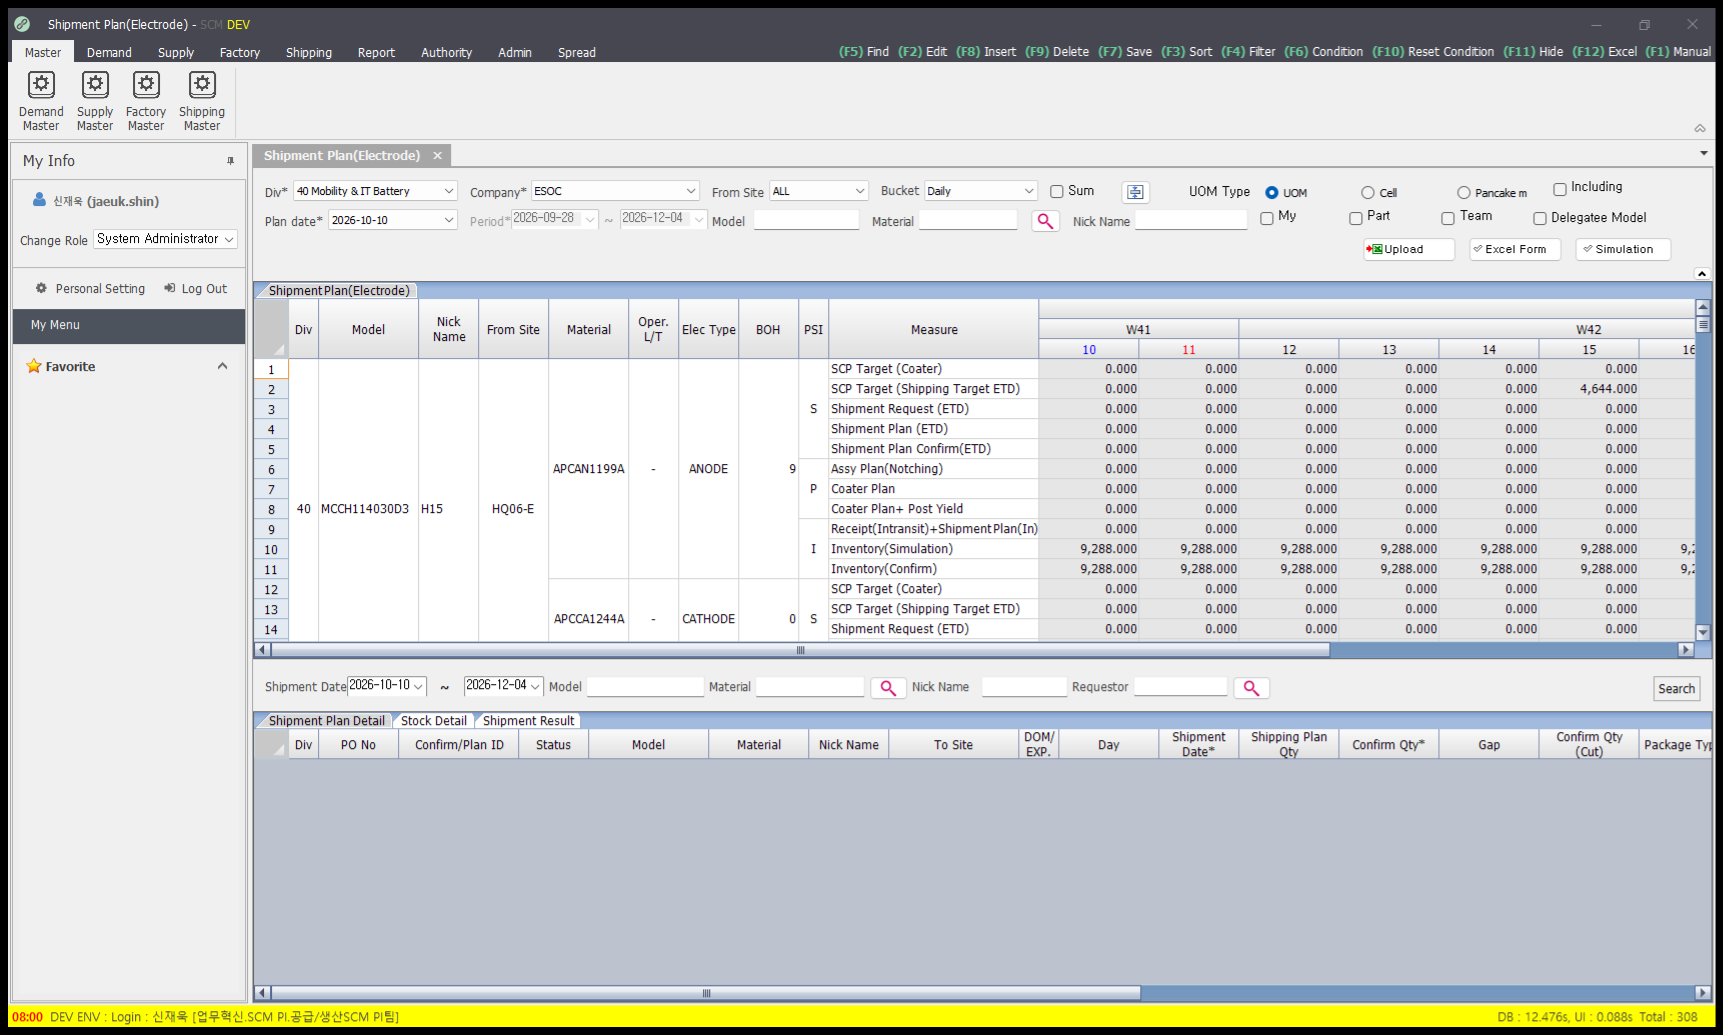 Shipment Plan(Electrode) - SCM DEV
Master Demand Supply Factory Shipping Report Authority Admin Spread (F5) Find (F2) Edit (F8) Insert (F9) Delete (F7) Save (F3) Sort (F4) Filter (F6) Condition (F10) Reset Condition (F11) Hide (F12) Excel (F1) Manual
Demand Master Supply Master Factory Master Shipping Master
My Info
신재욱 (jaeuk.shin)
Change Role System Administrator
Personal Setting Log Out
My Menu
Favorite
Shipment Plan(Electrode)
Div* 40 Mobility & IT Battery Company* ESOC From Site ALL Bucket Daily Sum UOM Type UOM Cell Pancake m Including
Plan date* 2026-10-10 Period* 2026-09-28 ~ 2026-12-04 Model Material Nick Name My Part Team Delegatee Model
Upload Excel Form Simulation
Shipment Plan(Electrode)
Div Model Nick Name From Site Material Oper. L/T Elec Type BOH PSI Measure W41 W42
10 11 12 13 14 15 16
1 SCP Target (Coater) 0.000 0.000 0.000 0.000 0.000 0.000
2 SCP Target (Shipping Target ETD) 0.000 0.000 0.000 0.000 0.000 4,644.000
3 S Shipment Request (ETD) 0.000 0.000 0.000 0.000 0.000 0.000
4 Shipment Plan (ETD) 0.000 0.000 0.000 0.000 0.000 0.000
5 Shipment Plan Confirm(ETD) 0.000 0.000 0.000 0.000 0.000 0.000
6 APCAN1199A - ANODE 9 Assy Plan(Notching) 0.000 0.000 0.000 0.000 0.000 0.000
7 P Coater Plan 0.000 0.000 0.000 0.000 0.000 0.000
8 40 MCCH114030D3 H15 HQ06-E Coater Plan+ Post Yield 0.000 0.000 0.000 0.000 0.000 0.000
9 Receipt(Intransit)+Shipment Plan(In) 0.000 0.000 0.000 0.000 0.000 0.000
10 I Inventory(Simulation) 9,288.000 9,288.000 9,288.000 9,288.000 9,288.000 9,288.000 9,2
11 Inventory(Confirm) 9,288.000 9,288.000 9,288.000 9,288.000 9,288.000 9,288.000 9,2
12 SCP Target (Coater) 0.000 0.000 0.000 0.000 0.000 0.000
13 SCP Target (Shipping Target ETD) 0.000 0.000 0.000 0.000 0.000 0.000
APCCA1244A - CATHODE 0 S
14 Shipment Request (ETD) 0.000 0.000 0.000 0.000 0.000 0.000
Shipment Date 2026-10-10 ~ 2026-12-04 Model Material Nick Name Requestor Search
Shipment Plan Detail Stock Detail Shipment Result
Div PO No Confirm/Plan ID Status Model Material Nick Name To Site DOM/ EXP. Day Shipment Date* Shipping Plan Qty Confirm Qty* Gap Confirm Qty (Cut) Package Typ
08:00 DEV ENV : Login : 신재욱 [업무혁신.SCM PI.공급/생산SCM PI팀] DB : 12.476s, UI : 0.088s Total : 308